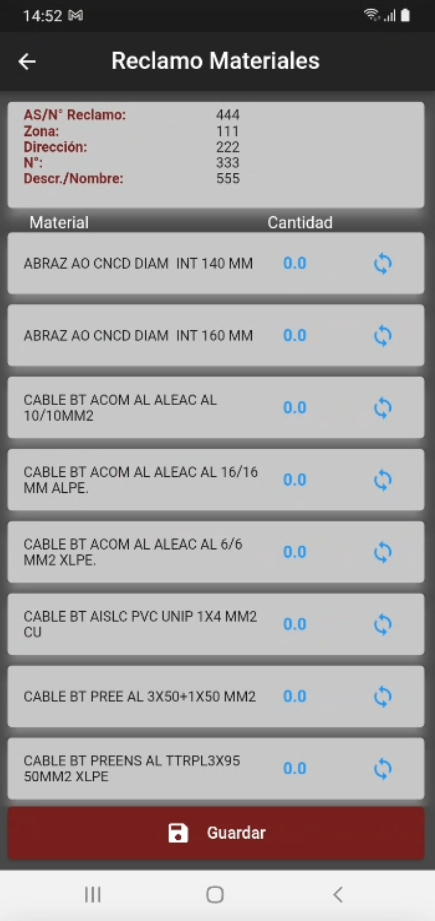 14:52
Reclamo Materiales
AS/N° Reclamo: 444
Zona: 111
Dirección: 222
N°: 333
Descr./Nombre: 555
Material Cantidad
ABRAZ AO CNCD DIAM  INT 140 MM 0.0
ABRAZ AO CNCD DIAM  INT 160 MM 0.0
CABLE BT ACOM AL ALEAC AL 0.0
10/10MM2
CABLE BT ACOM AL ALEAC AL 16/16 0.0
MM ALPE.
CABLE BT ACOM AL ALEAC AL 6/6 0.0
MM2 XLPE.
CABLE BT AISLC PVC UNIP 1X4 MM2 0.0
CU
CABLE BT PREE AL 3X50+1X50 MM2 0.0
CABLE BT PREENS AL TTRPL3X95 0.0
50MM2 XLPE
Guardar